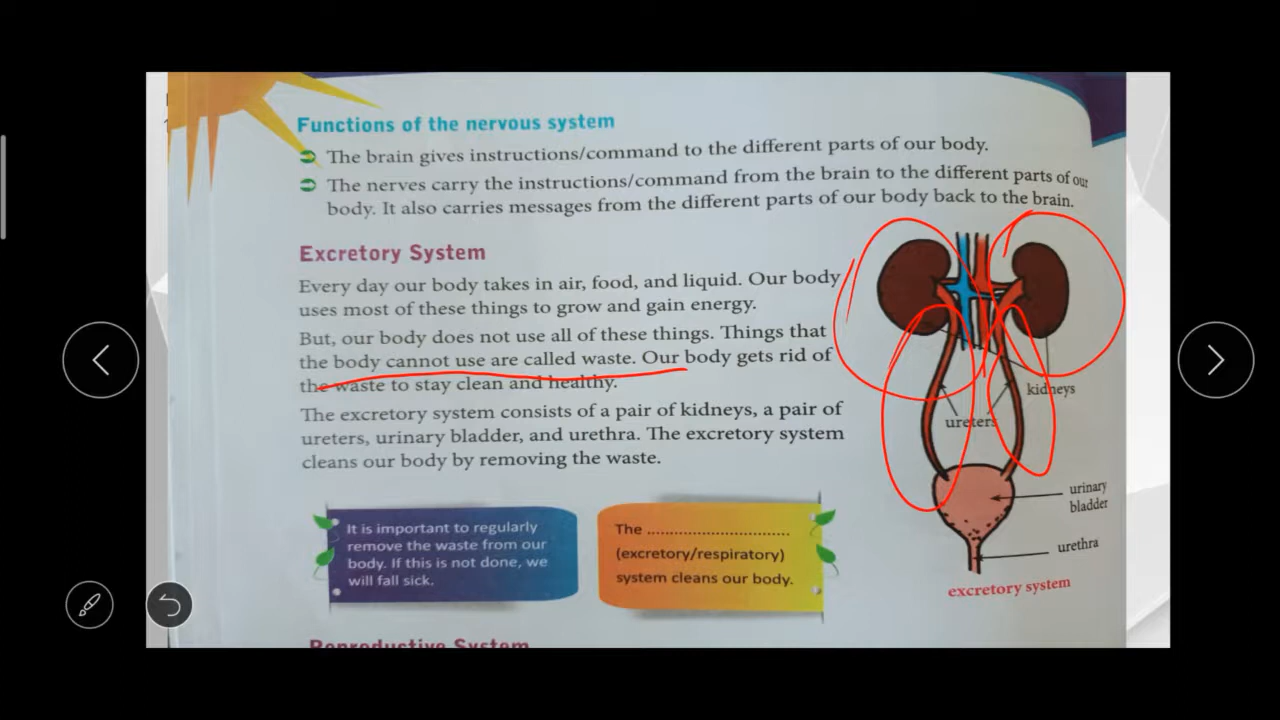 Functions of the nervous system
The brain gives instructions/command to the different parts of our body.
The nerves carry the instructions/command from the brain to the different parts of our
body. It also carries messages from the different parts of our body back to the brain.
Excretory System
Every day our body takes in air, food, and liquid. Our body
uses most of these things to grow and gain energy.
But, our body does not use all of these things. Things that
the body cannot use are called waste. Our body gets rid of
the waste to stay clean and healthy.
The excretory system consists of a pair of kidneys, a pair of
ureters, urinary bladder, and urethra. The excretory system
cleans our body by removing the waste.
kidneys
ureters
urinary
bladder
urethra
excretory system
It is important to regularly
remove the waste from our
body. If this is not done, we
will fall sick.
The ................................
(excretory/respiratory)
system cleans our body.
Reproductive System